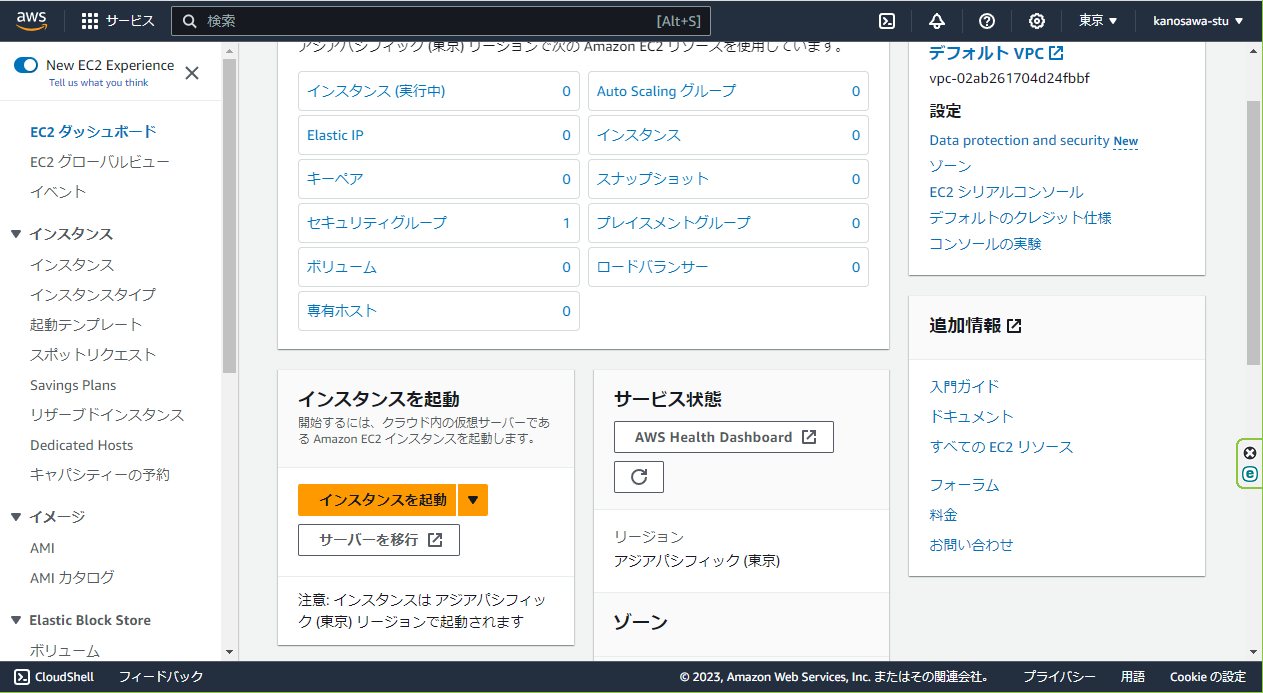 aws
サービス
検索
[Alt+S]
東京
kanosawa-stu
New EC2 Experience
Tell us what you think
EC2 ダッシュボード
EC2 グローバルビュー
イベント
インスタンス
インスタンス
インスタンスタイプ
起動テンプレート
スポットリクエスト
Savings Plans
リザーブドインスタンス
Dedicated Hosts
キャパシティーの予約
イメージ
AMI
AMI カタログ
Elastic Block Store
ボリューム
アジアパシフィック (東京) リージョンで次の Amazon EC2 リソースを使用しています。
インスタンス (実行中) 0
Auto Scaling グループ 0
Elastic IP 0
インスタンス 0
キーペア 0
スナップショット 0
セキュリティグループ 1
プレイスメントグループ 0
ボリューム 0
ロードバランサー 0
専有ホスト 0
インスタンスを起動
開始するには、クラウド内の仮想サーバーであ
る Amazon EC2 インスタンスを起動します。
インスタンスを起動
サーバーを移行
注意: インスタンスは アジアパシフィッ
ク (東京) リージョンで起動されます
サービス状態
AWS Health Dashboard
リージョン
アジアパシフィック (東京)
ゾーン
デフォルト VPC
vpc-02ab261704d24fbbf
設定
Data protection and security New
ゾーン
EC2 シリアルコンソール
デフォルトのクレジット仕様
コンソールの実験
追加情報
入門ガイド
ドキュメント
すべての EC2 リソース
フォーラム
料金
お問い合わせ
CloudShell
フィードバック
© 2023, Amazon Web Services, Inc. またはその関連会社。
プライバシー
用語
Cookie の設定